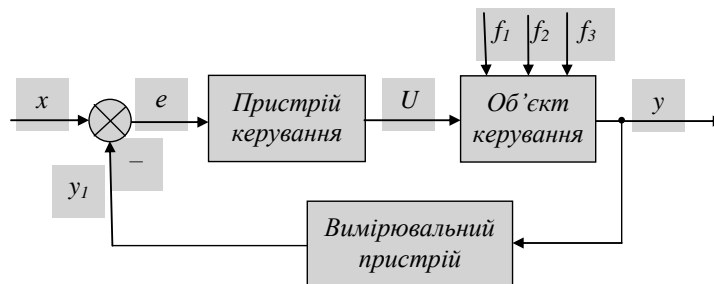 f1 f2 f3
x e Пристрій керування U Об’єкт керування y
–
y1
Вимірювальний
пристрій